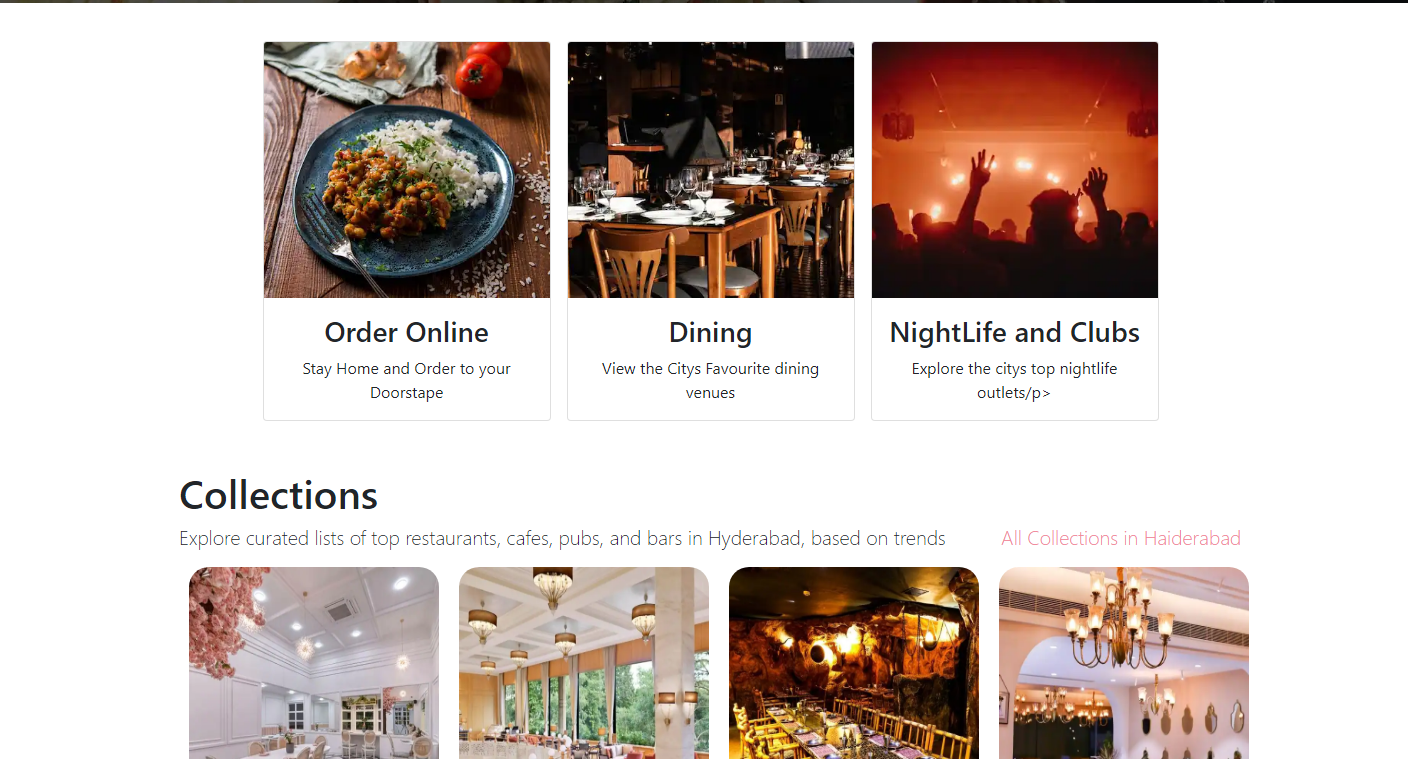 Order Online
Stay Home and Order to your
Doorstape
Dining
View the Citys Favourite dining
venues
NightLife and Clubs
Explore the citys top nightlife
outlets/p>
Collections
Explore curated lists of top restaurants, cafes, pubs, and bars in Hyderabad, based on trends
All Collections in Haiderabad